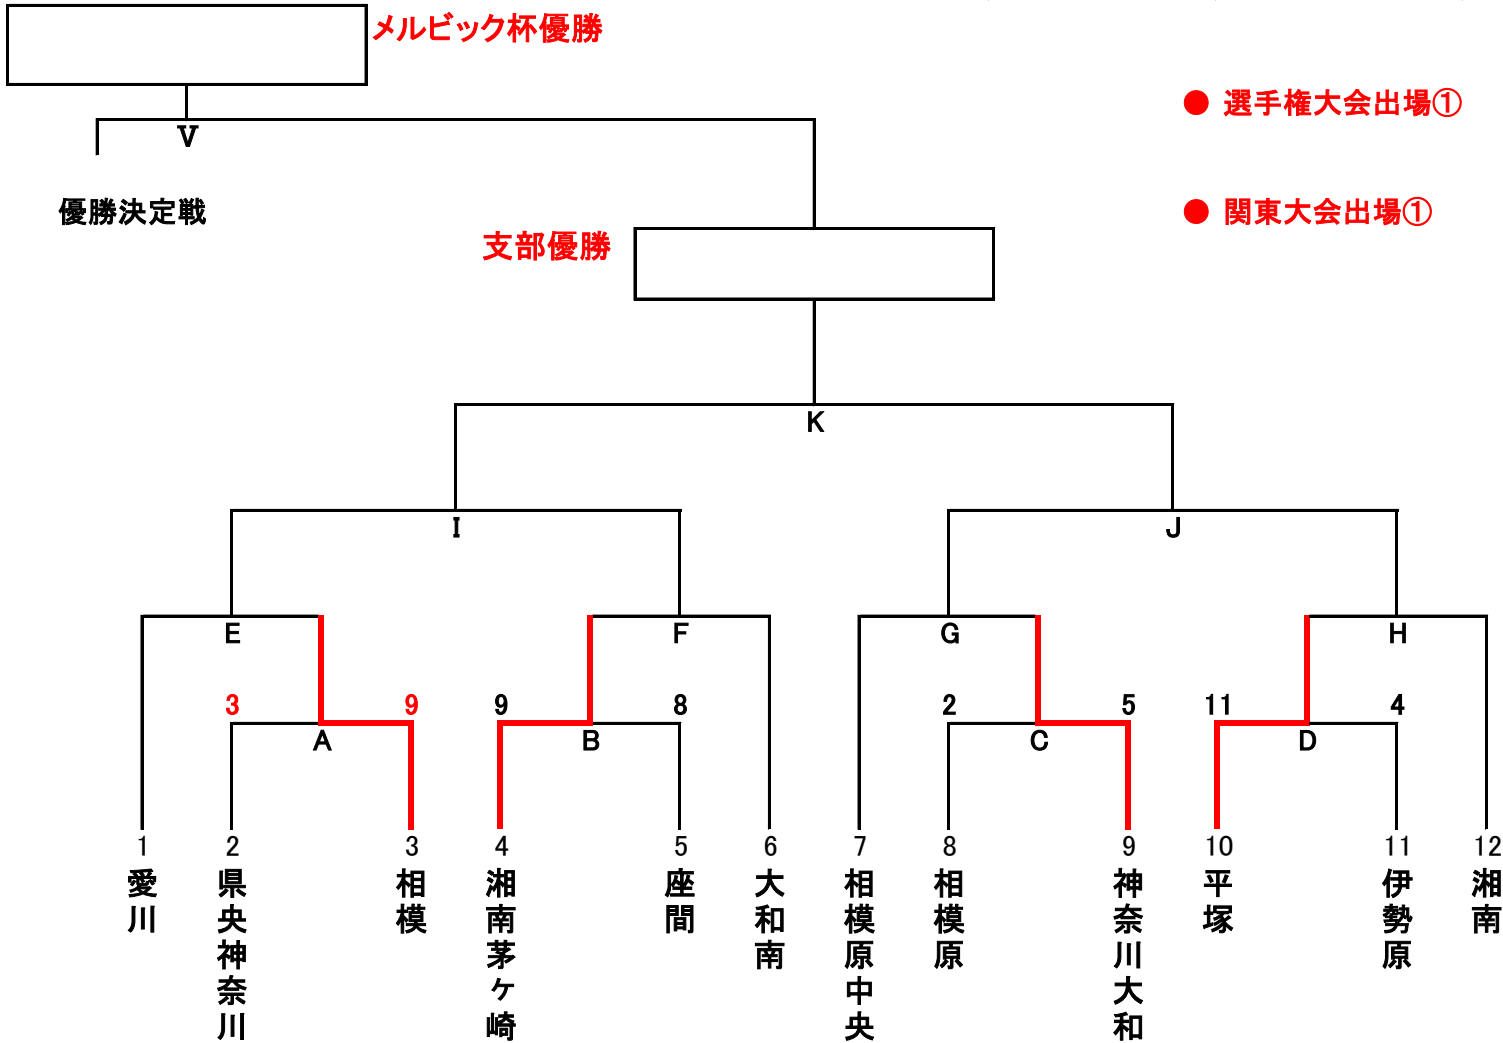 メルビック杯優勝
● 選手権大会出場①
V
優勝決定戦
● 関東大会出場①
支部優勝
K
I
J
E
F
G
H
3
9
9
8
2
5
11
4
A
B
C
D
1
2
3
4
5
6
7
8
9
10
11
12
愛川
県央神奈川
相模
湘南茅ケ崎
座間
大和南
相模原中央
相模原
神奈川大和
平塚
伊勢原
湘南